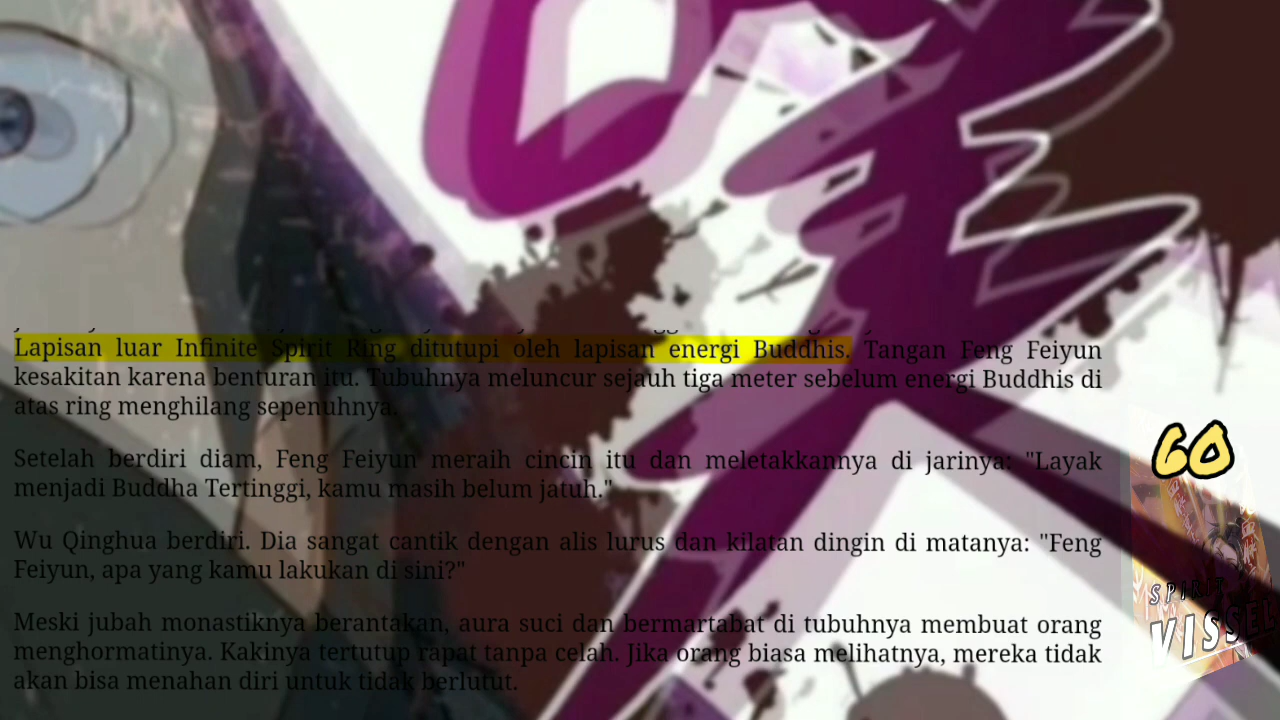 Lapisan luar Infinite Spirit Ring ditutupi oleh lapisan energi Buddhis. Tangan Feng Feiyun
kesakitan karena benturan itu. Tubuhnya meluncur sejauh tiga meter sebelum energi Buddhis di
atas ring menghilang sepenuhnya.
Setelah berdiri diam, Feng Feiyun meraih cincin itu dan meletakkannya di jarinya: "Layak
menjadi Buddha Tertinggi, kamu masih belum jatuh."
Wu Qinghua berdiri. Dia sangat cantik dengan alis lurus dan kilatan dingin di matanya: "Feng
Feiyun, apa yang kamu lakukan di sini?"
Meski jubah monastiknya berantakan, aura suci dan bermartabat di tubuhnya membuat orang
menghormatinya. Kakinya tertutup rapat tanpa celah. Jika orang biasa melihatnya, mereka tidak
akan bisa menahan diri untuk tidak berlutut.
60
SPIRIT
VISSEL